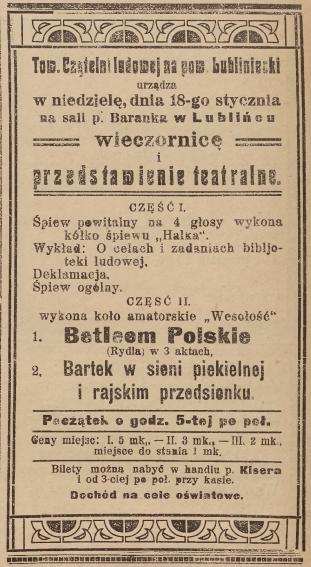 Tow. Czytelni ludowej na pow. Lubliniecki
urządza
w niedzielę, dnia 18-go stycznia
na sali p. Baranka w Lublińcu
wieczornicę
i
przedstawienie teatralne.
CZĘŚĆ I.
Śpiew powitalny na 4 głosy wykona
kółko śpiewu „Halka".
Wykład: O celach i zadaniach bibljo-
teki ludowej.
Deklamacja.
Śpiew ogólny.
CZĘŚĆ II.
wykona koło amatorskie „Wesołość"
1. Betleem Polskie
(Rydla) w 3 aktach,
2. Bartek w sieni piekielnej
i rajskim przedsionku.
Początek o godz. 5-tej po poł.
Ceny miejsc: I. 5 mk., — II. 3 mk., — III. 2 mk.,
miejsce do stania 1 mk.
Bilety można nabyć w handlu p. Kisera
i od 3-ciej po poł. przy kasie.
Dochód na cele oświatowe.